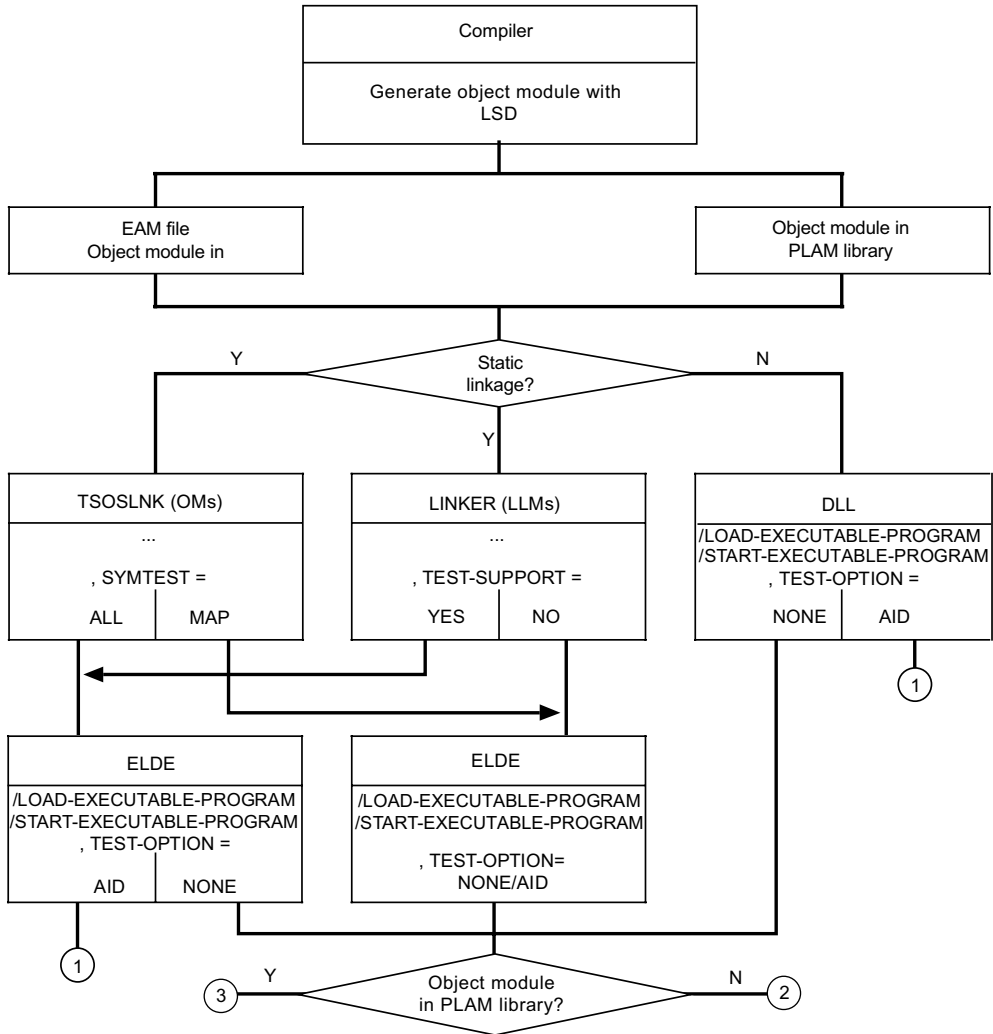 Compiler
Generate object module with
LSD
EAM file
Object module in
Object module in
PLAM library
Y
Static
linkage?
N
Y
TSOSLNK (OMs)
...
, SYMTEST =
ALL
MAP
LINKER (LLMs)
...
, TEST-SUPPORT =
YES
NO
DLL
/LOAD-EXECUTABLE-PROGRAM
/START-EXECUTABLE-PROGRAM
, TEST-OPTION =
NONE
AID
1
ELDE
/LOAD-EXECUTABLE-PROGRAM
/START-EXECUTABLE-PROGRAM
, TEST-OPTION =
AID
NONE
ELDE
/LOAD-EXECUTABLE-PROGRAM
/START-EXECUTABLE-PROGRAM
, TEST-OPTION=
NONE/AID
1
3
Y
Object module
in PLAM library?
N
2